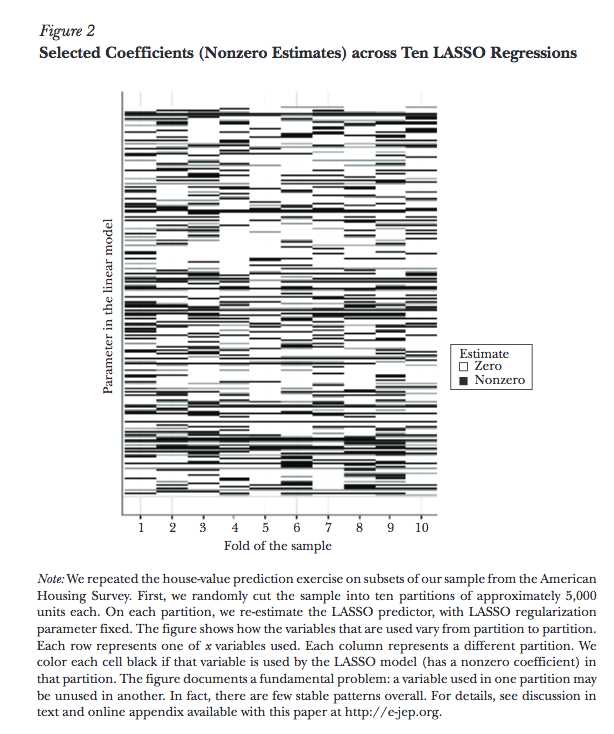 Figure 2
Selected Coefficients (Nonzero Estimates) across Ten LASSO Regressions
Parameter in the linear model
Estimate
Zero
Nonzero
1 2 3 4 5 6 7 8 9 10
Fold of the sample
Note: We repeated the house-value prediction exercise on subsets of our sample from the American
Housing Survey. First, we randomly cut the sample into ten partitions of approximately 5,000
units each. On each partition, we re-estimate the LASSO predictor, with LASSO regularization
parameter fixed. The figure shows how the variables that are used vary from partition to partition.
Each row represents one of x variables used. Each column represents a different partition. We
color each cell black if that variable is used by the LASSO model (has a nonzero coefficient) in
that partition. The figure documents a fundamental problem: a variable used in one partition may
be unused in another. In fact, there are few stable patterns overall. For details, see discussion in
text and online appendix available with this paper at http://e-jep.org.